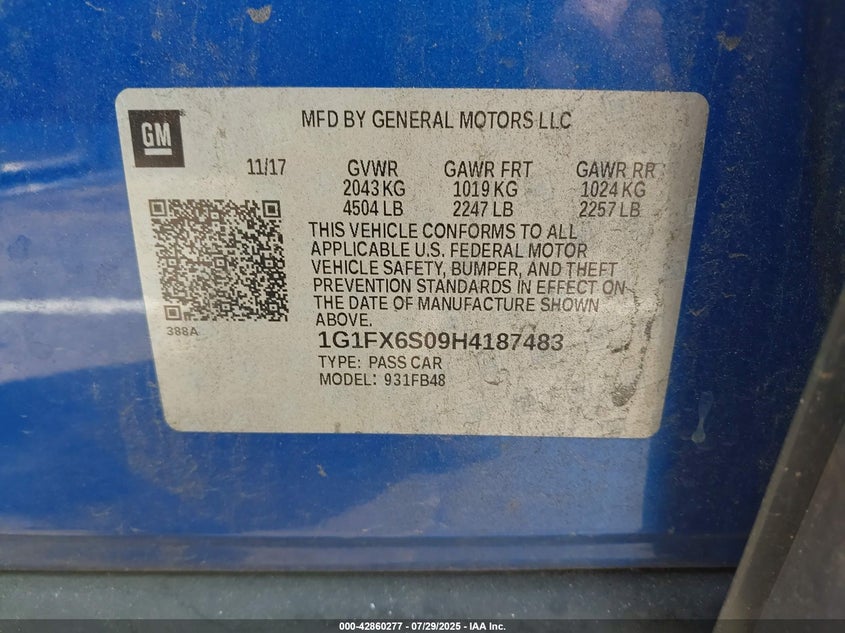 GM
MFD BY GENERAL MOTORS LLC
11/17 GVWR GAWR FRT GAWR RR
2043 KG 1019 KG 1024 KG
4504 LB 2247 LB 2257 LB
THIS VEHICLE CONFORMS TO ALL
APPLICABLE U.S. FEDERAL MOTOR
VEHICLE SAFETY, BUMPER, AND THEFT
PREVENTION STANDARDS IN EFFECT ON
THE DATE OF MANUFACTURE SHOWN
ABOVE.
388A
1G1FX6S09H4187483
TYPE: PASS CAR
MODEL: 931FB48
000-42860277 - 07/29/2025 - IAA Inc.